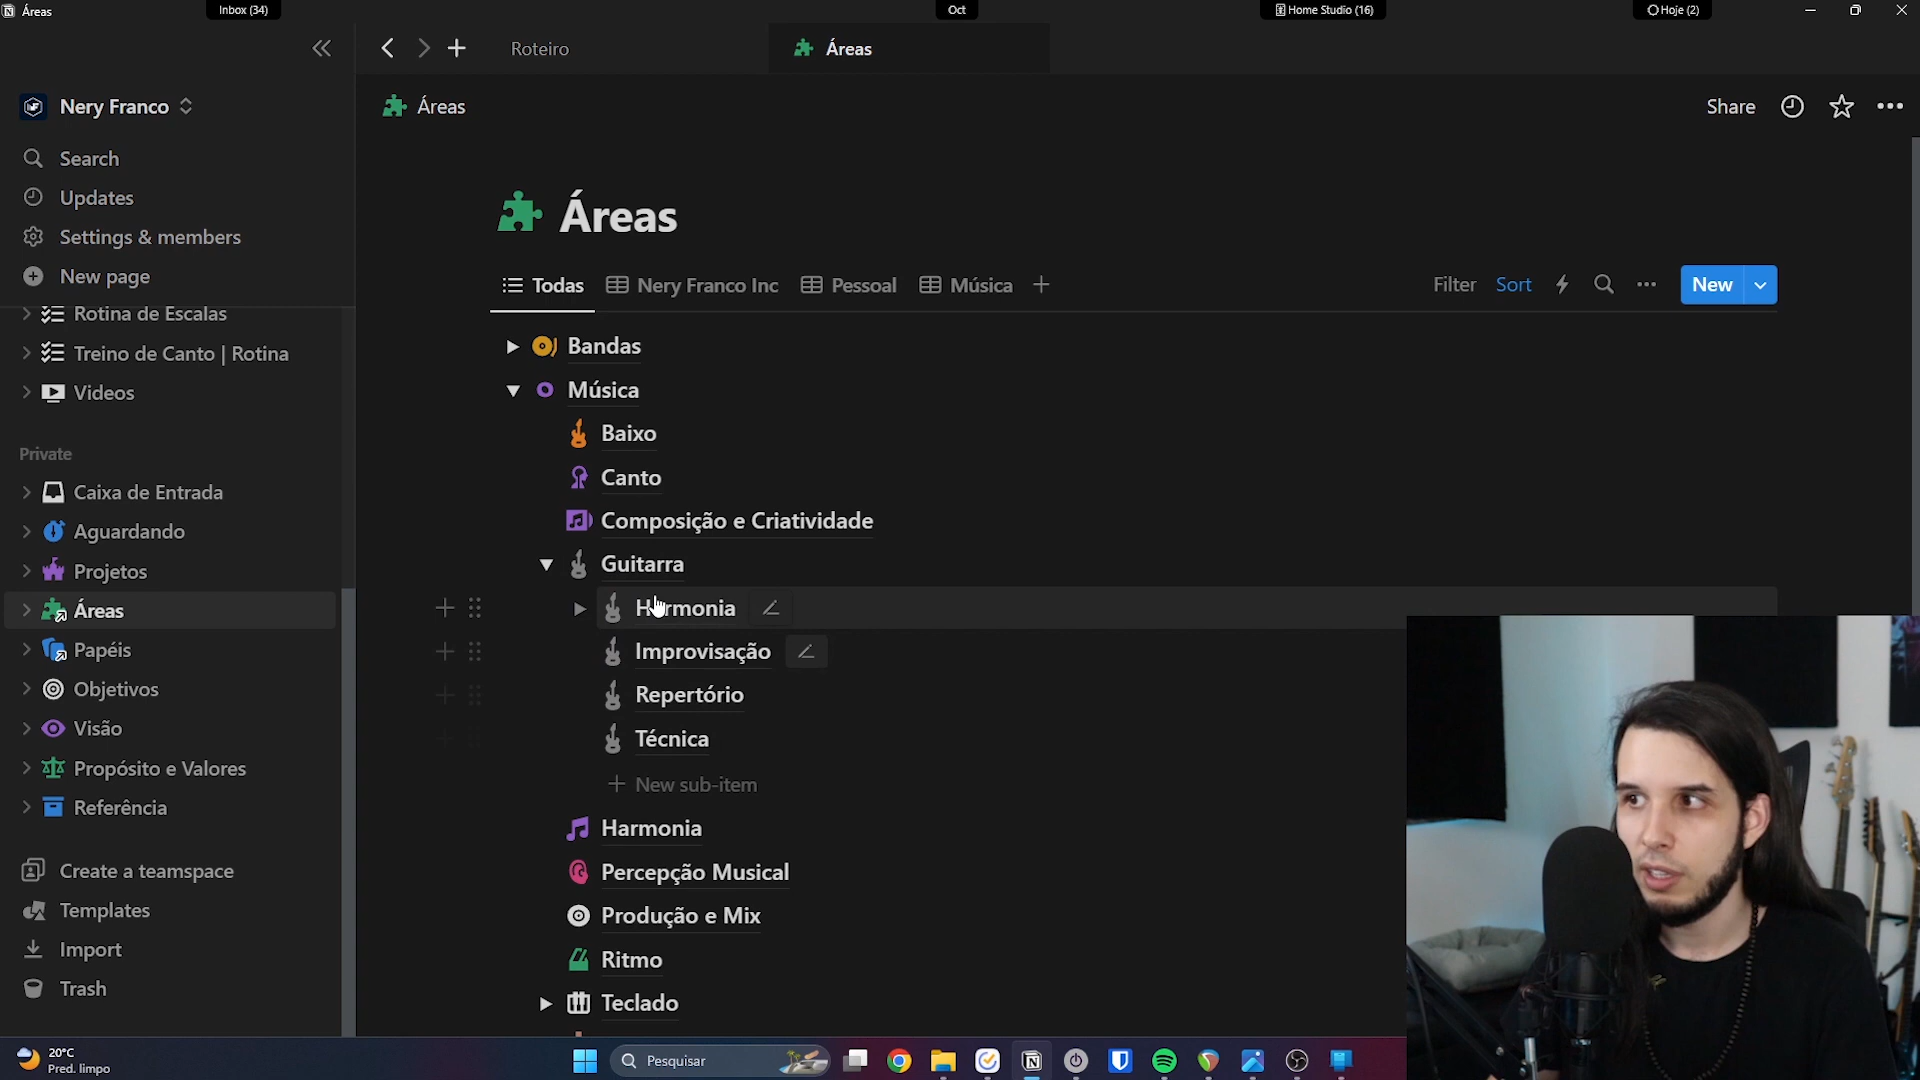 Áreas
Inbox (34)
Oct
Home Studio (16)
Hoje (2)
Roteiro
Áreas
Nery Franco
Áreas
Share
Search
Updates
Settings & members
New page
Rotina de Escalas
Treino de Canto | Rotina
Videos
Private
Caixa de Entrada
Aguardando
Projetos
Áreas
Papéis
Objetivos
Visão
Propósito e Valores
Referência
Create a teamspace
Templates
Import
Trash
Áreas
Todas
Nery Franco Inc
Pessoal
Música
Filter
Sort
New
Bandas
Música
Baixo
Canto
Composição e Criatividade
Guitarra
Harmonia
Improvisação
Repertório
Técnica
New sub-item
Harmonia
Percepção Musical
Produção e Mix
Ritmo
Teclado
20°C
Pred. limpo
Pesquisar